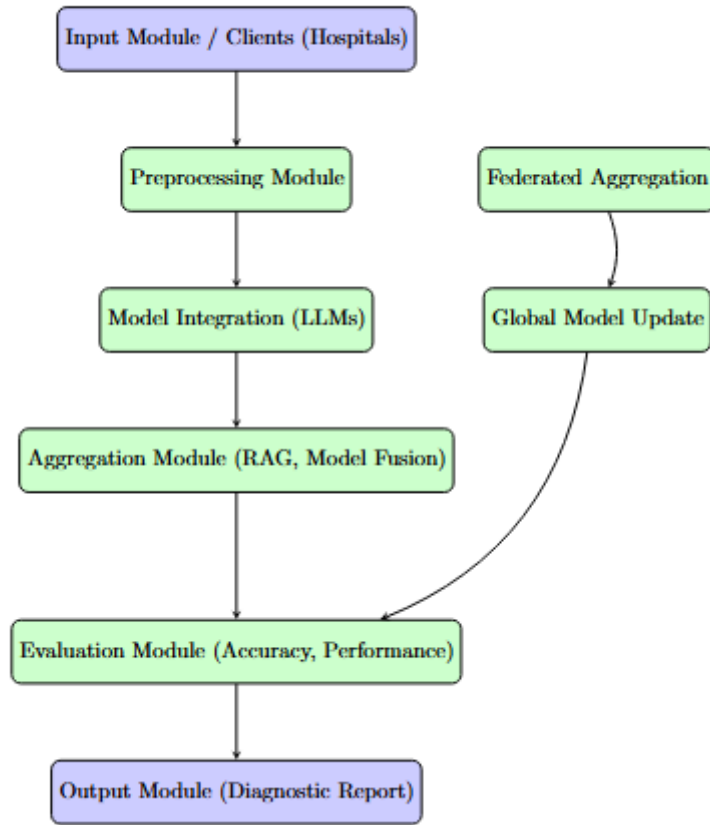 Input Module / Clients (Hospitals)
Preprocessing Module
Federated Aggregation
Model Integration (LLMs)
Global Model Update
Aggregation Module (RAG, Model Fusion)
Evaluation Module (Accuracy, Performance)
Output Module (Diagnostic Report)